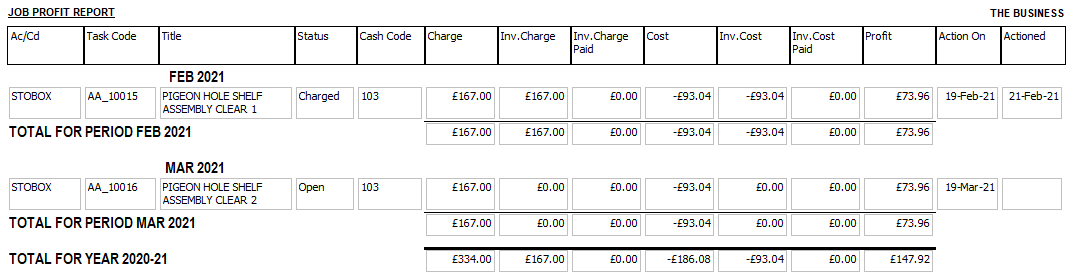 JOB PROFIT REPORT THE BUSINESS
Ac/Cd Task Code Title Status Cash Code Charge Inv.Charge Inv.Charge Paid Cost Inv.Cost Inv.Cost Paid Profit Action On Actioned
FEB 2021
STOBOX AA_10015 PIGEON HOLE SHELF Charged 103 £167.00 £167.00 £0.00 -£93.04 -£93.04 £0.00 £73.96 19-Feb-21 21-Feb-21
ASSEMBLY CLEAR 1
TOTAL FOR PERIOD FEB 2021 £167.00 £167.00 £0.00 -£93.04 -£93.04 £0.00 £73.96
MAR 2021
STOBOX AA_10016 PIGEON HOLE SHELF Open 103 £167.00 £0.00 £0.00 -£93.04 £0.00 £0.00 £73.96 19-Mar-21
ASSEMBLY CLEAR 2
TOTAL FOR PERIOD MAR 2021 £167.00 £0.00 £0.00 -£93.04 £0.00 £0.00 £73.96
TOTAL FOR YEAR 2020-21 £334.00 £167.00 £0.00 -£186.08 -£93.04 £0.00 £147.92